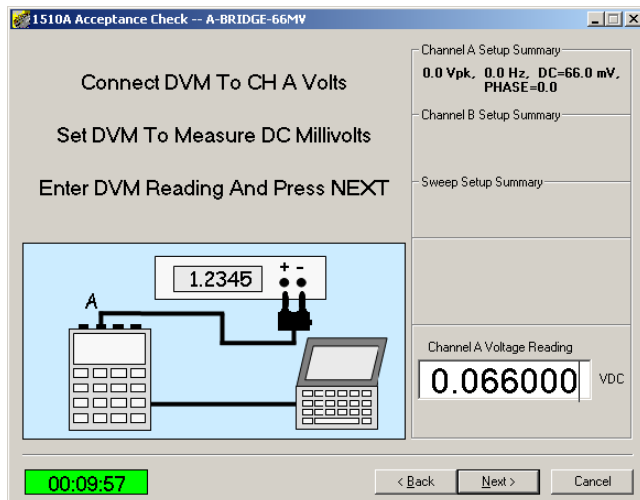 1510A Acceptance Check -- A-BRIDGE-66MV
Connect DVM To CH A Volts
Set DVM To Measure DC Millivolts
Enter DVM Reading And Press NEXT
Channel A Setup Summary
0.0 Vpk, 0.0 Hz, DC=66.0 mV,
PHASE=0.0
Channel B Setup Summary
Sweep Setup Summary
1.2345
+ -
A
Channel A Voltage Reading
0.066000 VDC
00:09:57
< Back
Next >
Cancel